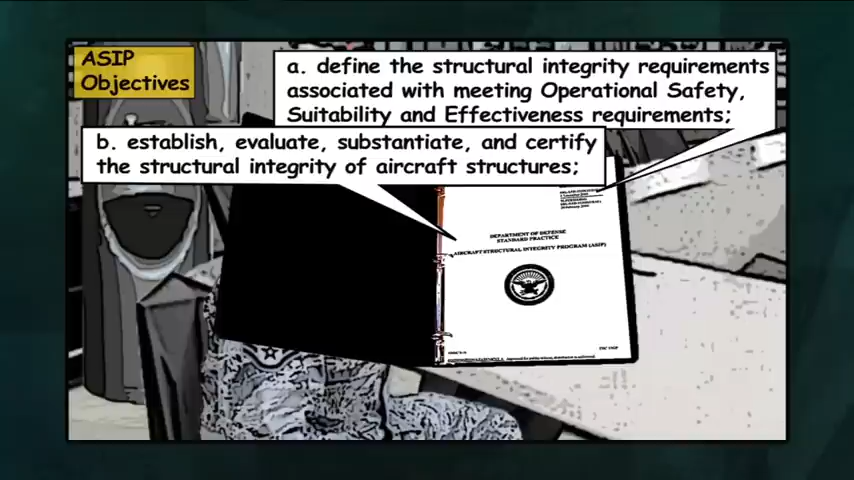 ASIP
Objectives
a. define the structural integrity requirements
associated with meeting Operational Safety,
Suitability and Effectiveness requirements;
b. establish, evaluate, substantiate, and certify
the structural integrity of aircraft structures;
DEPARTMENT OF DEFENSE
STANDARD PRACTICE
AIRCRAFT STRUCTURAL INTEGRITY PROGRAM (ASIP)